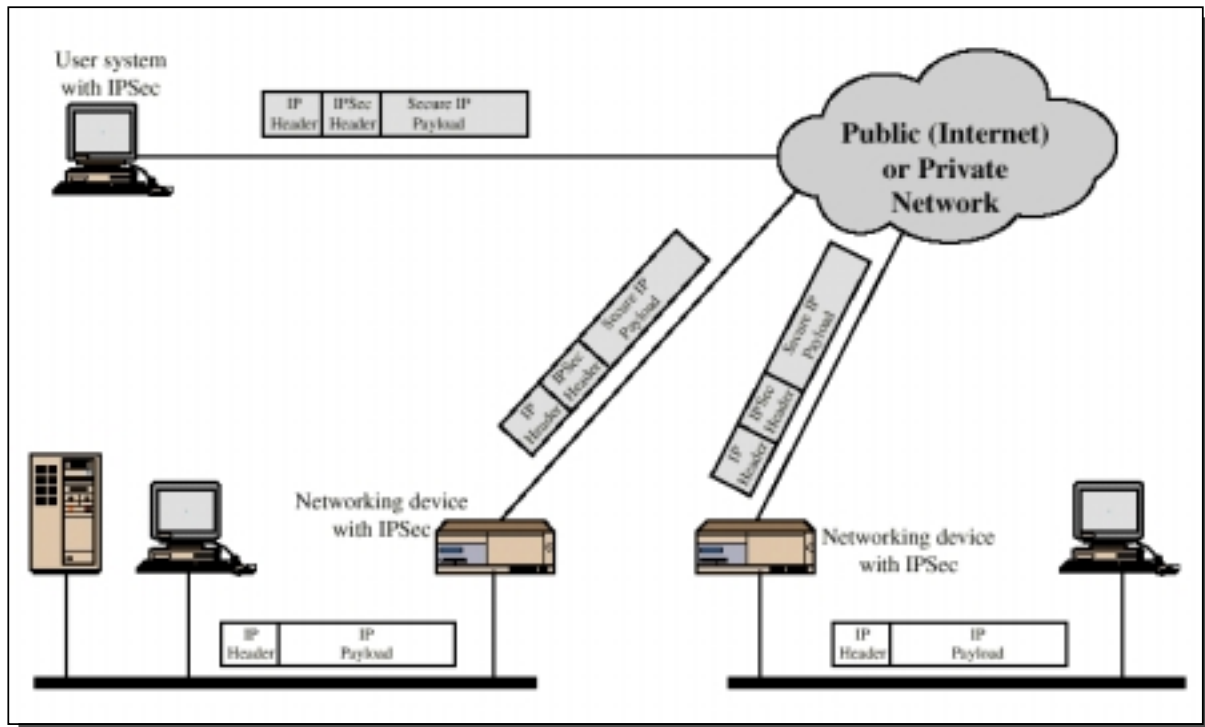 User system
with IPSec
IP
Header
IPSec
Header
Secure IP
Payload
Public (Internet)
or Private
Network
IP
Header
IPSec
Header
Secure IP
Payload
IP
Header
IPSec
Header
Secure IP
Payload
Networking device
with IPSec
Networking device
with IPSec
IP
Header
IP
Payload
IP
Header
IP
Payload